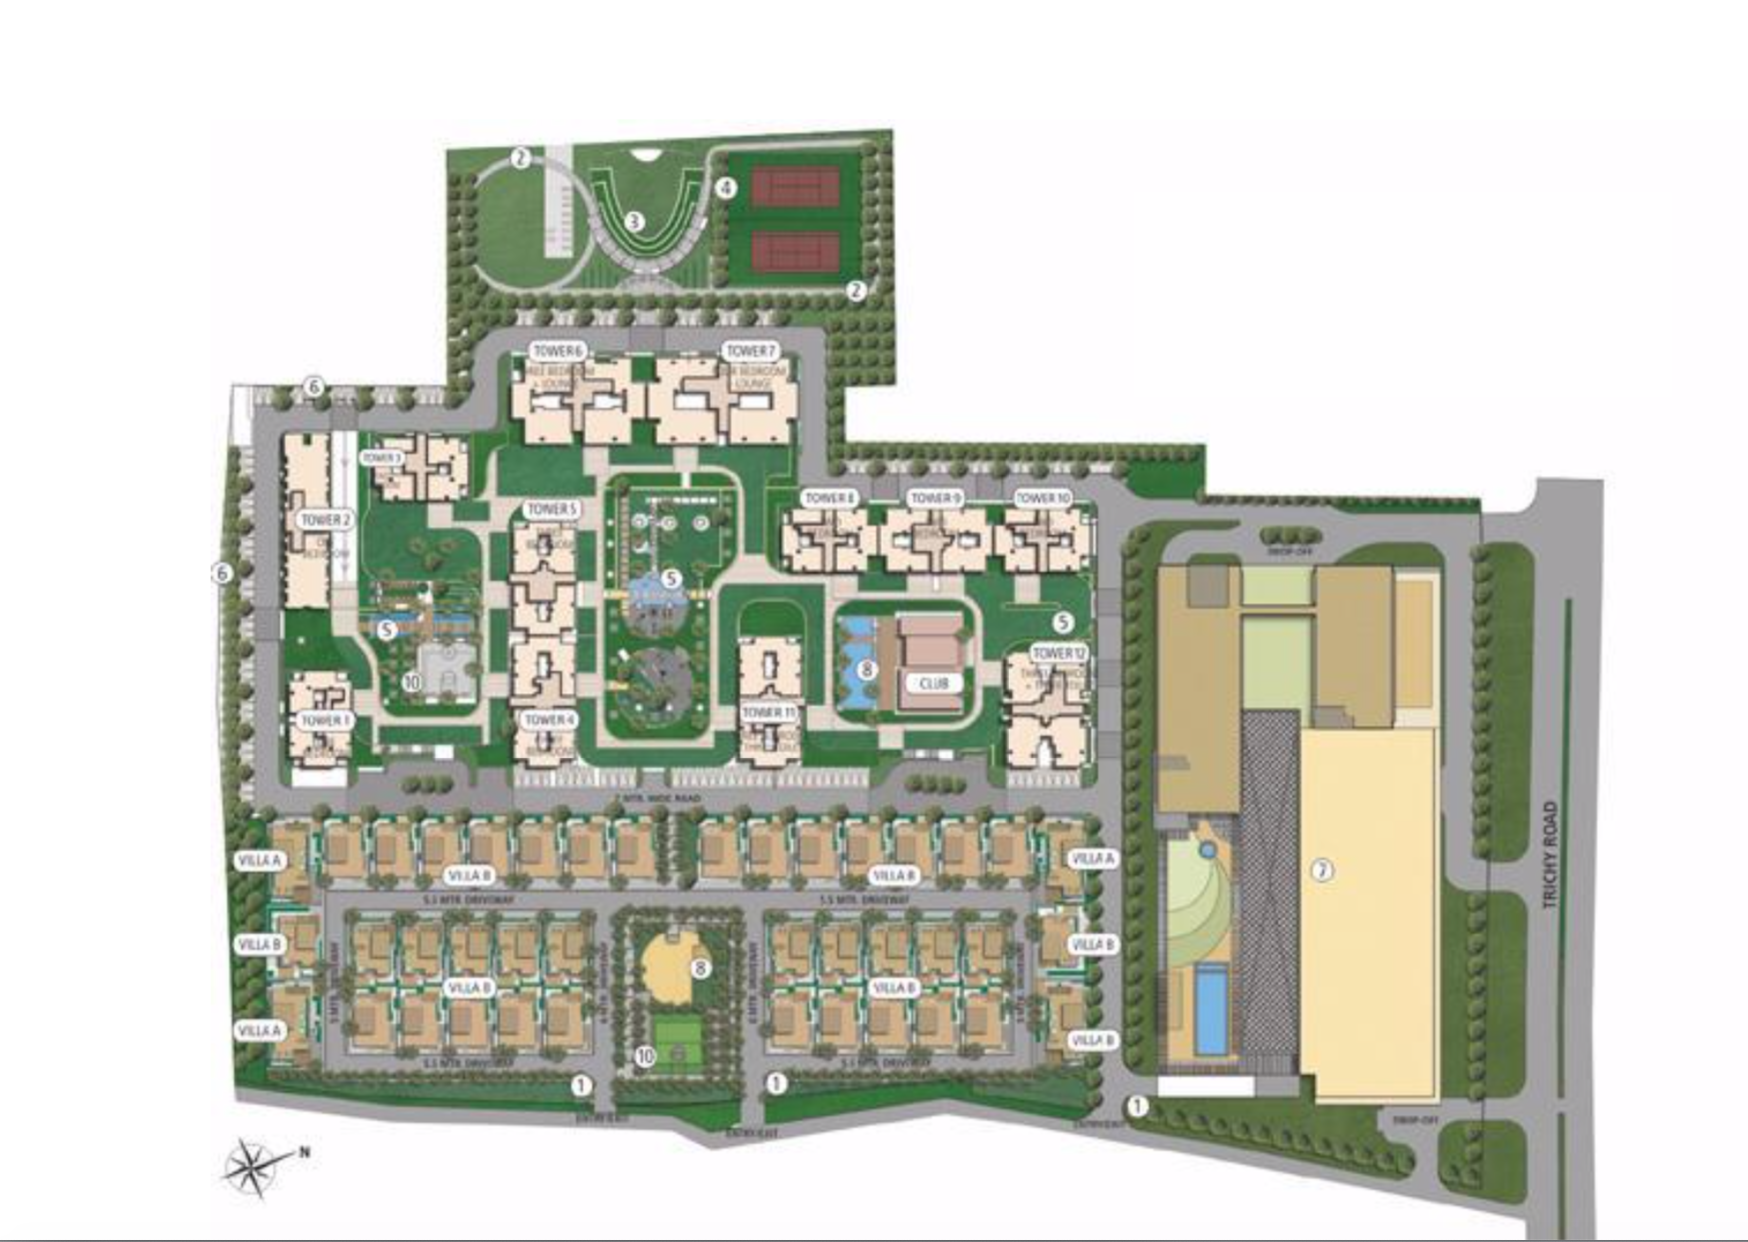 2
4
3
2
TOWER 6
TOWER 7
LOUNGE
LOUNGE
6
TOWER 3
TOWER 2
TOWER 5
TOWER 8
TOWER 9
TOWER 10
DROP-OFF
6
5
5
5
10
8
CLUB
TOWER 12
TOWER 1
TOWER 4
TOWER 11
7 MTR. WIDE ROAD
VILLA A
VILLA B
VILLA B
VILLA A
7
TRICHY ROAD
5.5 MTR. DRIVEWAY
5.5 MTR. DRIVEWAY
VILLA B
VILLA B
8
VILLA B
VILLA B
VILLA A
VILLA B
10
5.5 MTR. DRIVEWAY
5.5 MTR. DRIVEWAY
1
1
1
ENTRY/EXIT
ENTRY/EXIT
ENTRY/EXIT
DROP-OFF
N